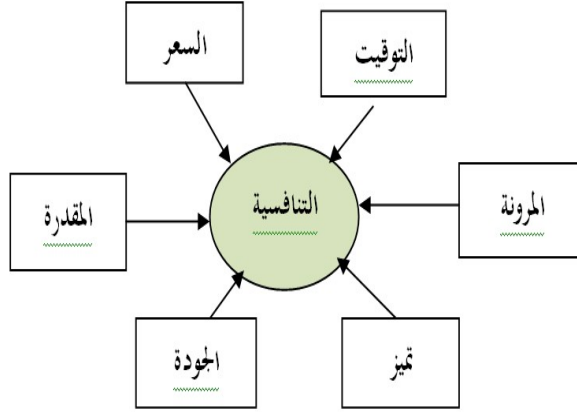 السعر
التوقيت
المقدرة
التنافسية
المرونة
الجودة
تميز